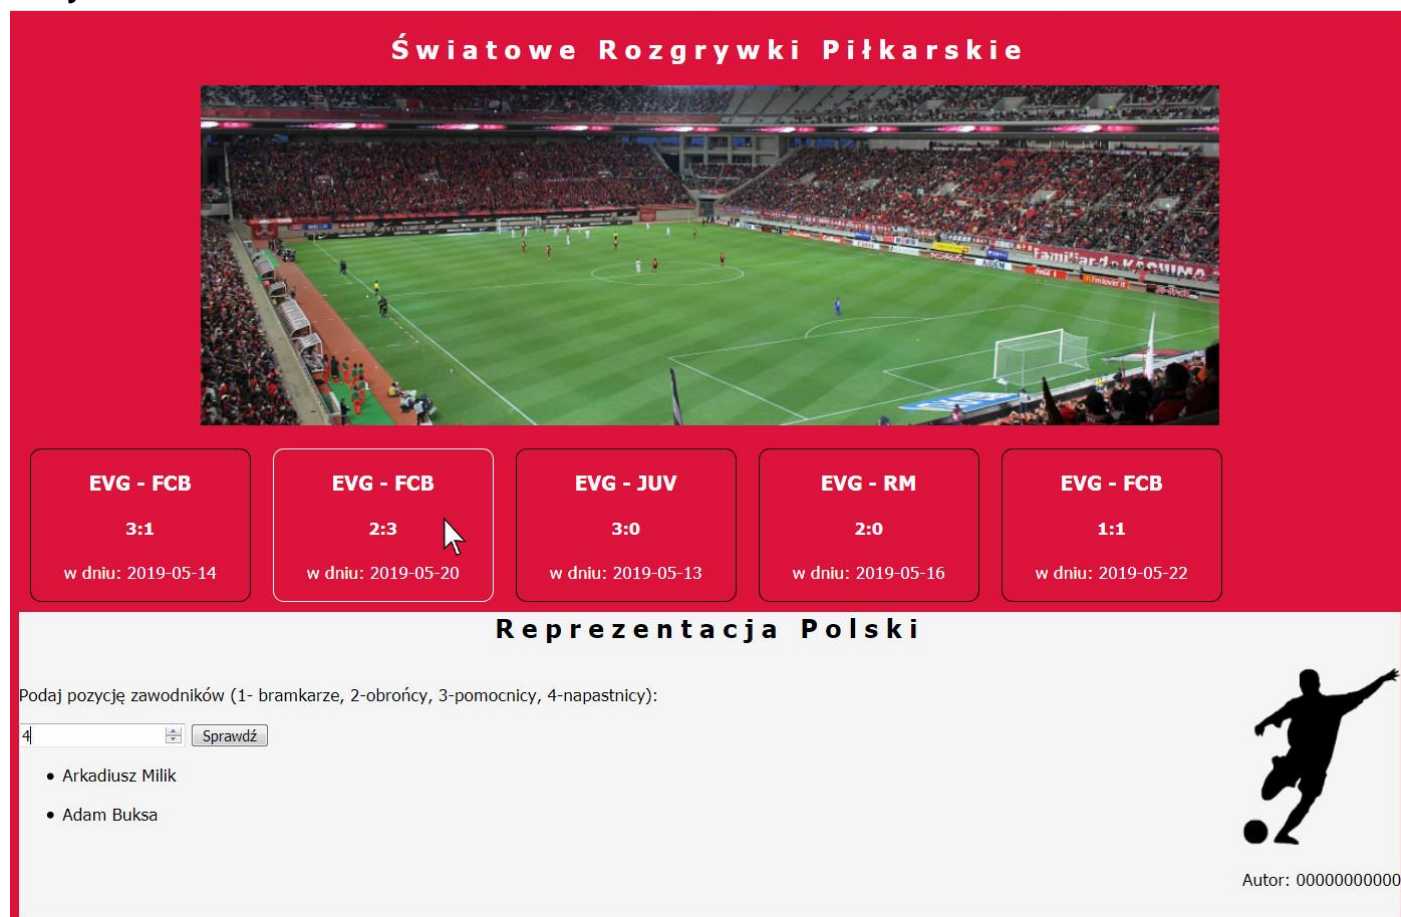 Światowe Rozgrywki Piłkarskie
Familiar d. KASHIMA
EVG - FCB
3:1
w dniu: 2019-05-14
EVG - FCB
2:3
w dniu: 2019-05-20
EVG - JUV
3:0
w dniu: 2019-05-13
EVG - RM
2:0
w dniu: 2019-05-16
EVG - FCB
1:1
w dniu: 2019-05-22
Reprezentacja Polski
Podaj pozycję zawodników (1- bramkarze, 2-obrońcy, 3-pomocnicy, 4-napastnicy):
4 Sprawdź
• Arkadiusz Milik
• Adam Buksa
Autor: 00000000000